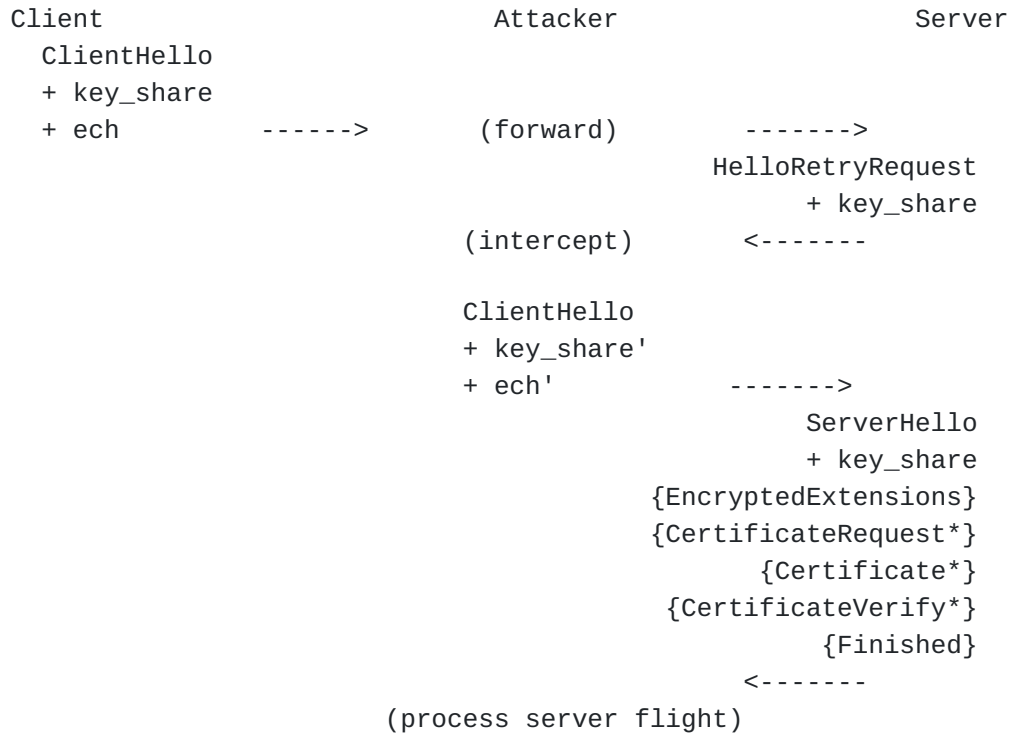 Client Attacker Server
ClientHello
+ key_share
+ ech ------> (forward) ------->
HelloRetryRequest
+ key_share
(intercept) <-------
ClientHello
+ key_share'
+ ech' ------->
ServerHello
+ key_share
{EncryptedExtensions}
{CertificateRequest*}
{Certificate*}
{CertificateVerify*}
{Finished}
<-------
(process server flight)